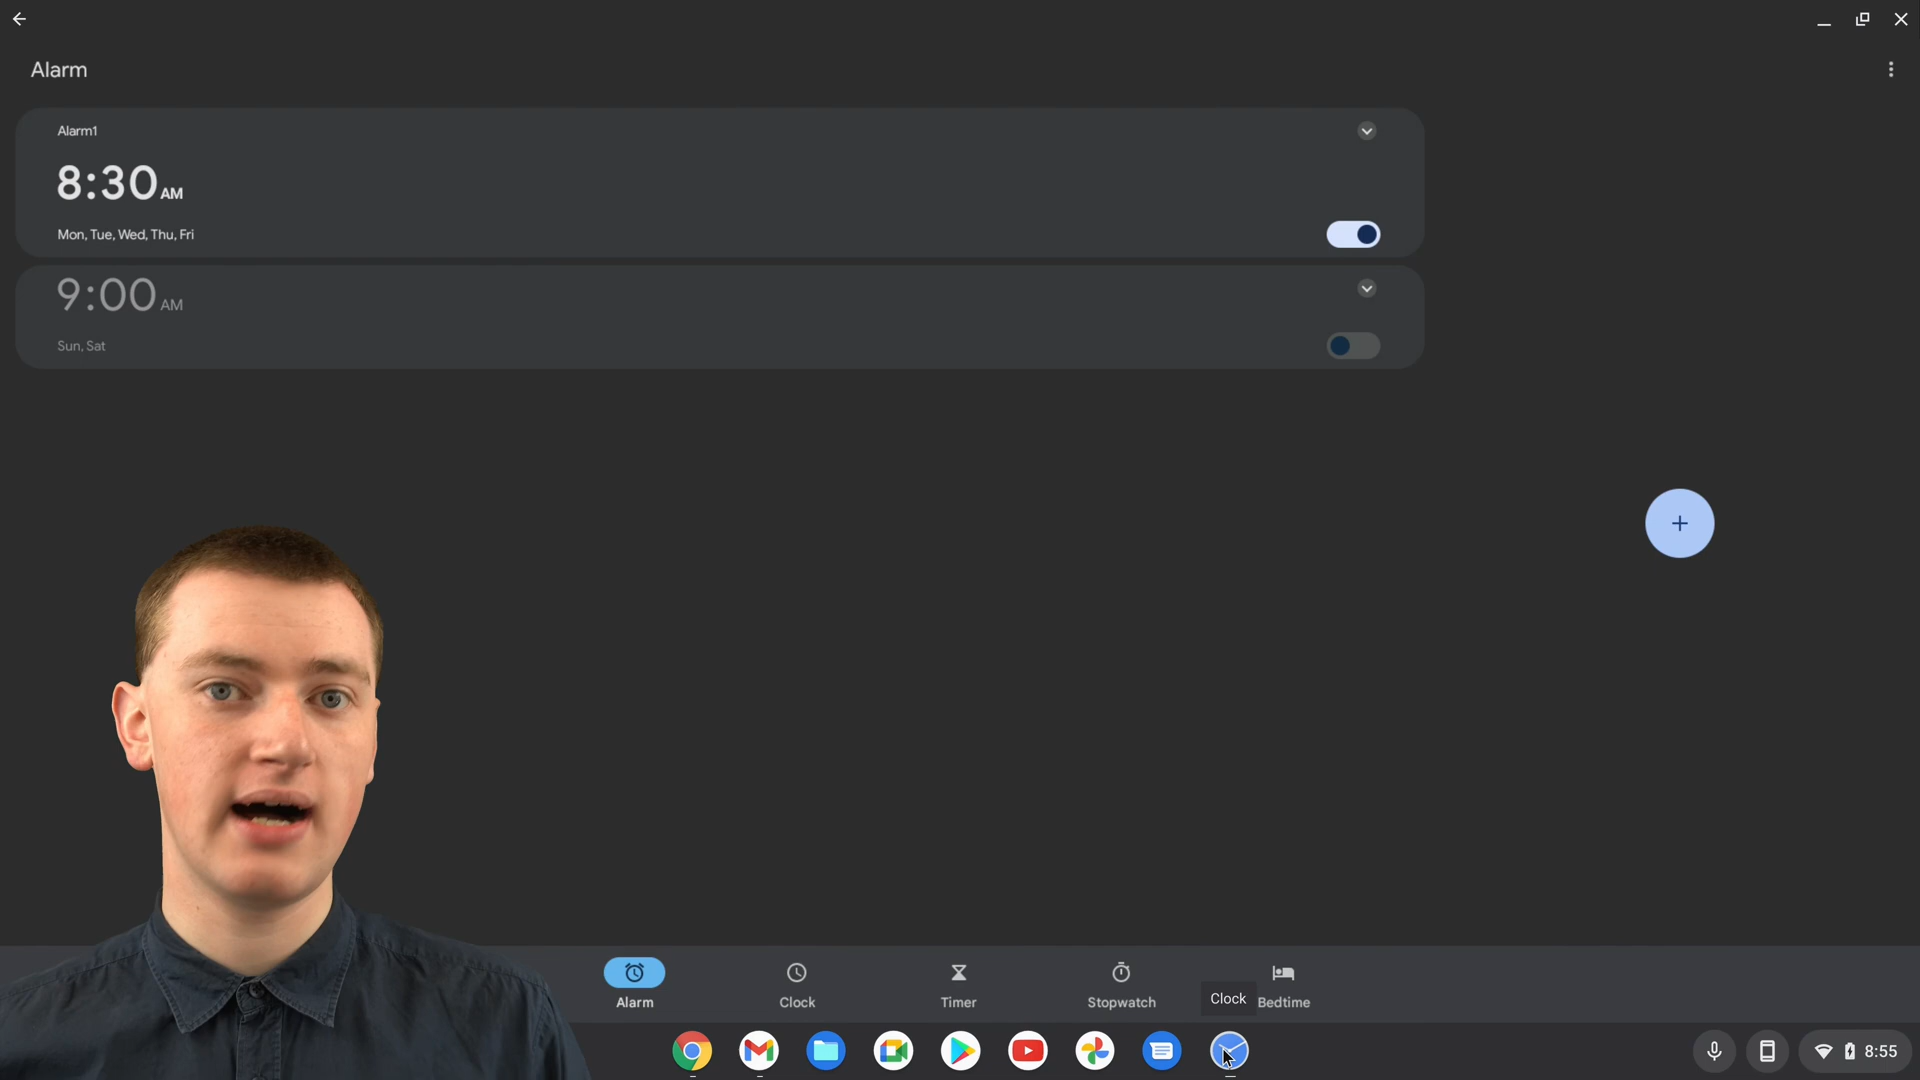 Alarm
Alarm1
8:30 AM
Mon, Tue, Wed, Thu, Fri
9:00 AM
Sun, Sat
Alarm
Clock
Timer
Stopwatch
Clock
Bedtime
8:55